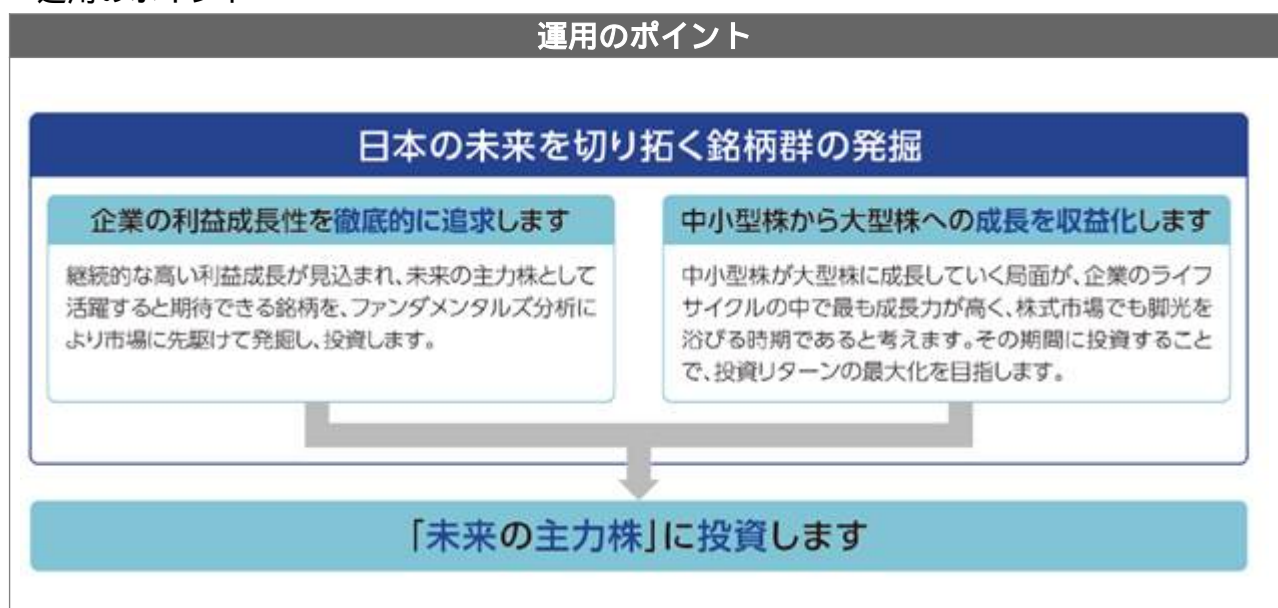 運用のポイント
運用のポイント
日本の未来を切り拓く銘柄群の発掘
企業の利益成長性を徹底的に追求します
継続的な高い利益成長が見込まれ、未来の主力株として
活躍すると期待できる銘柄を、ファンダメンタルズ分析に
より市場に先駆けて発掘し、投資します。
中小型株から大型株への成長を収益化します
中小型株が大型株に成長していく局面が、企業のライフ
サイクルの中で最も成長力が高く、株式市場でも脚光を
浴びる時期であると考えます。その期間に投資すること
で、投資リターンの最大化を目指します。
「未来の主力株」に投資します